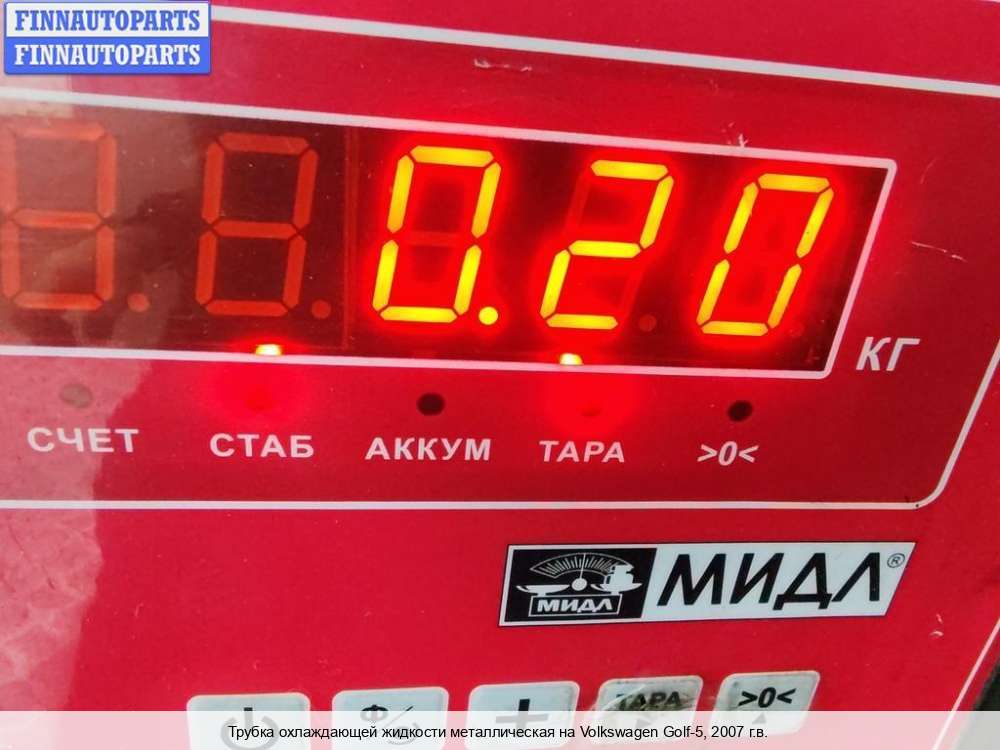 FINNAUTOPARTS
FINNAUTOPARTS
0.20
КГ
СЧЕТ СТАБ АККУМ ТАРА >0<
МИДЛ МИДЛ®
+ ТАРА >0<
Трубка охлаждающей жидкости металлическая на Volkswagen Golf-5, 2007 г.в.